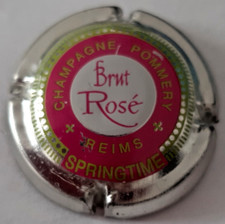 CHAMPAGNE POMMERY
Brut
Rosé
REIMS
SPRINGTIME